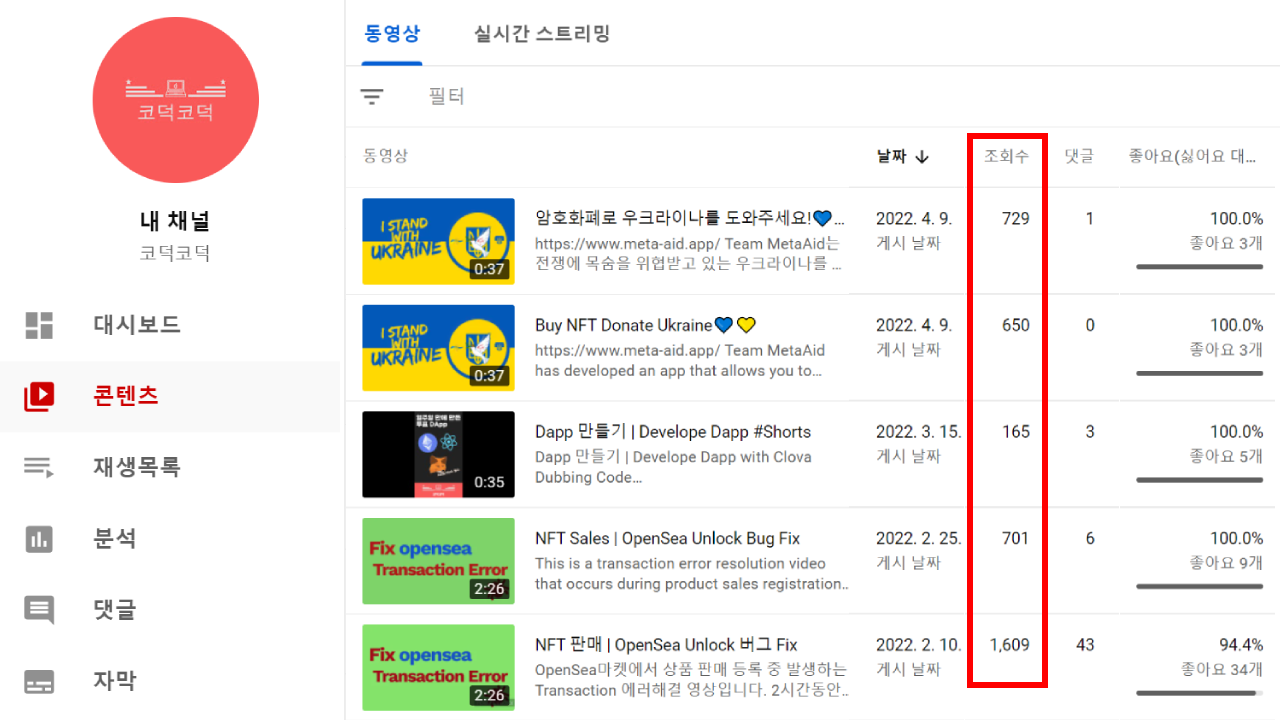 코덕코덕
내 채널
코덕코덕
대시보드
콘텐츠
재생목록
분석
댓글
자막
동영상 실시간 스트리밍
필터
동영상 날짜 조회수 댓글 좋아요(싫어요 대...
I STAND WITH UKRAINE
0:37
암호화폐로 우크라이나를 도와주세요!💙...
https://www.meta-aid.app/ Team MetaAid는
전쟁에 목숨을 위협받고 있는 우크라이나를 ...
2022. 4. 9.
게시 날짜
729
1
100.0%
좋아요 3개
I STAND WITH UKRAINE
0:37
Buy NFT Donate Ukraine💙💛
https://www.meta-aid.app/ Team MetaAid
has developed an app that allows you to...
2022. 4. 9.
게시 날짜
650
0
100.0%
좋아요 3개
일주일 만에 만든
투표 DApp
0:35
Dapp 만들기 | Develope Dapp #Shorts
Dapp 만들기 | Develope Dapp with Clova
Dubbing Code...
2022. 3. 15.
게시 날짜
165
3
100.0%
좋아요 5개
Fix opensea
Transaction Error
2:26
NFT Sales | OpenSea Unlock Bug Fix
This is a transaction error resolution video
that occurs during product sales registration..
2022. 2. 25.
게시 날짜
701
6
100.0%
좋아요 9개
Fix opensea
Transaction Error
2:26
NFT 판매 | OpenSea Unlock 버그 Fix
OpenSea마켓에서 상품 판매 등록 중 발생하는
Transaction 에러해결 영상입니다. 2시간동안..
2022. 2. 10.
게시 날짜
1,609
43
94.4%
좋아요 34개